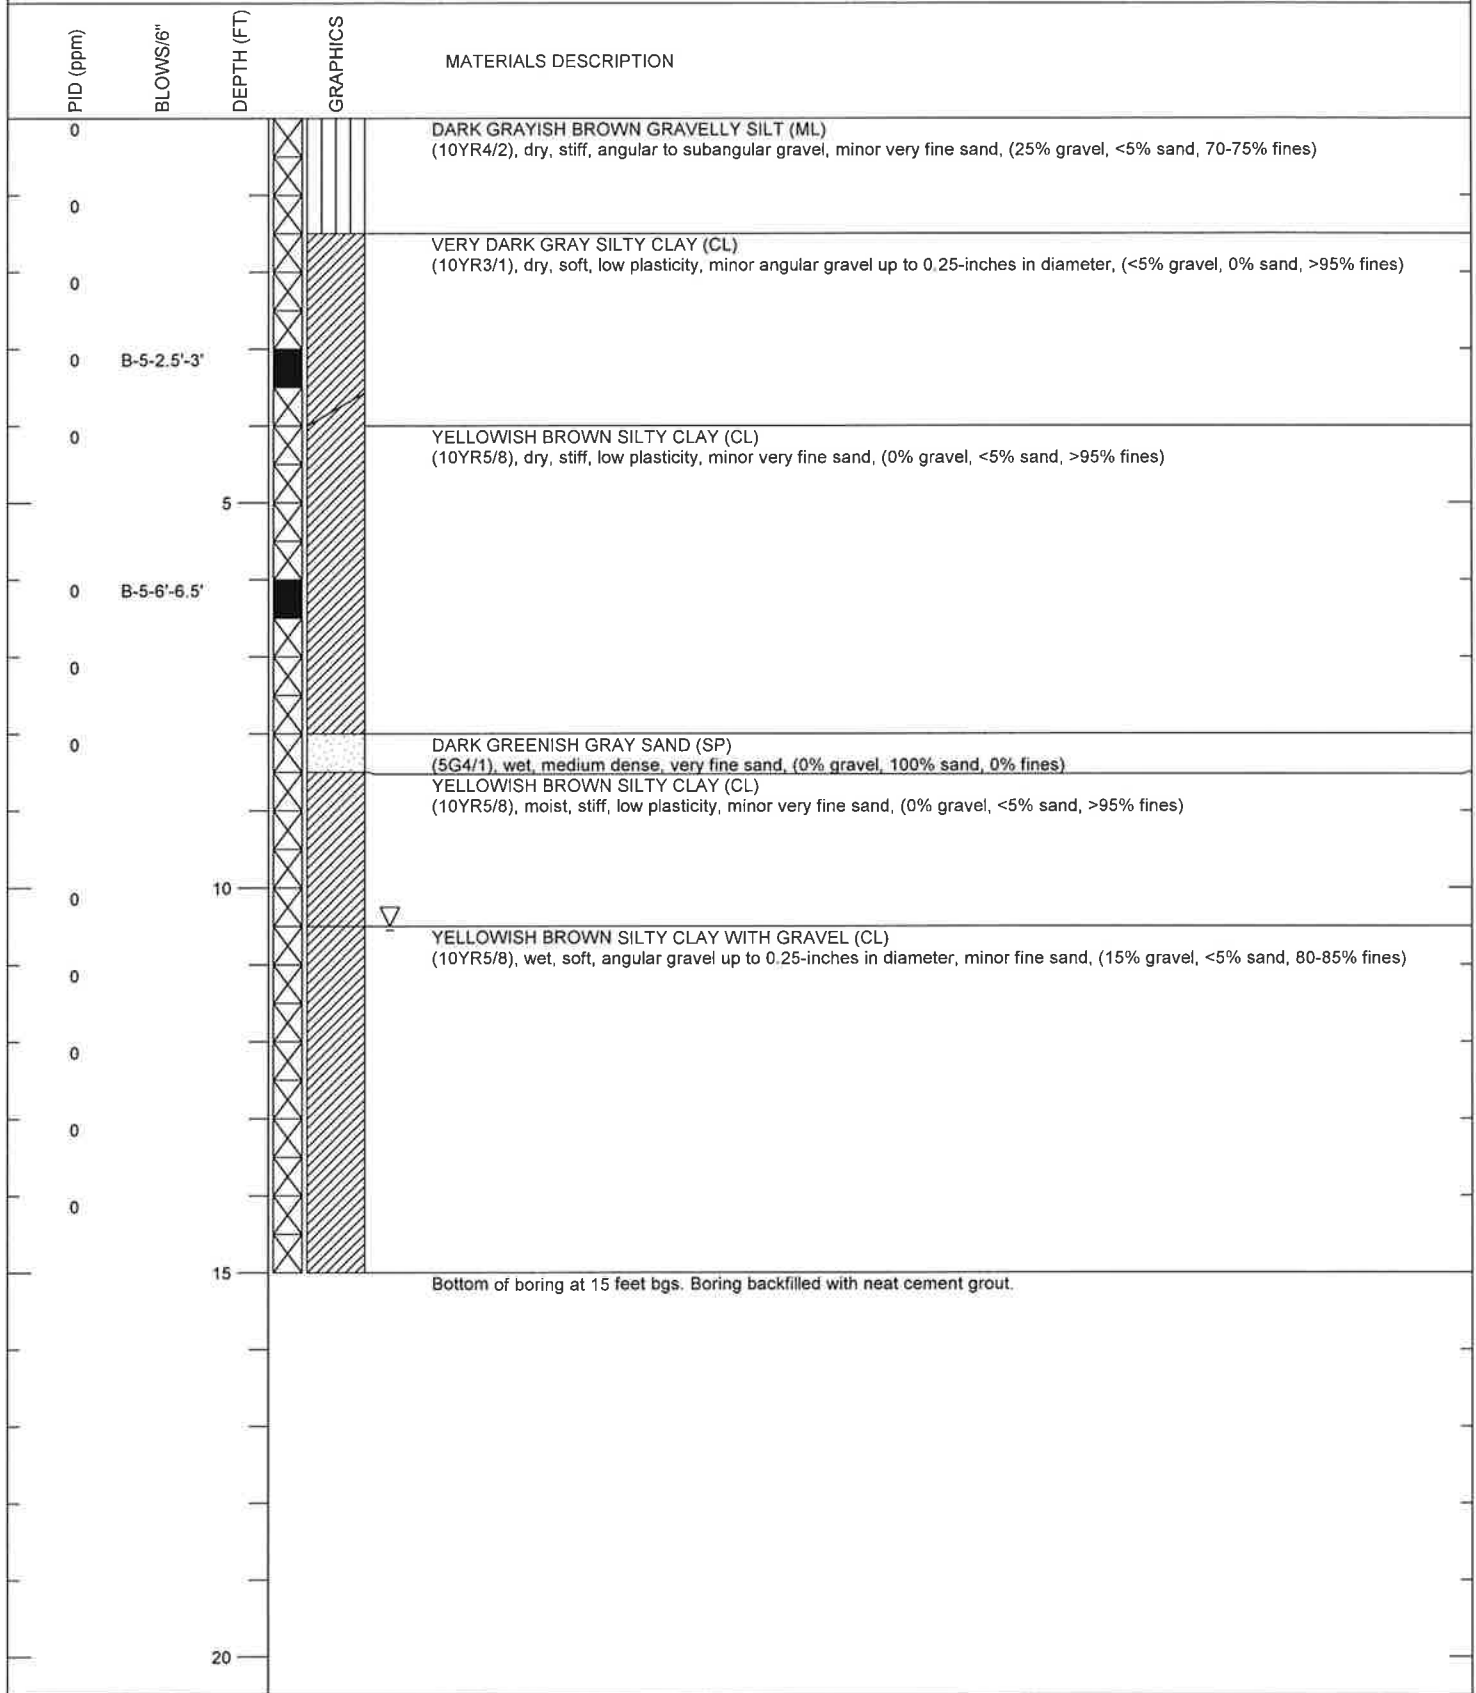 PID (ppm)
BLOWS/6"
DEPTH (FT)
GRAPHICS
MATERIALS DESCRIPTION
0
DARK GRAYISH BROWN GRAVELLY SILT (ML)
(10YR4/2), dry, stiff, angular to subangular gravel, minor very fine sand, (25% gravel, <5% sand, 70-75% fines)
0
VERY DARK GRAY SILTY CLAY (CL)
(10YR3/1), dry, soft, low plasticity, minor angular gravel up to 0.25-inches in diameter, (<5% gravel, 0% sand, >95% fines)
0
0 B-5-2.5'-3'
0
YELLOWISH BROWN SILTY CLAY (CL)
(10YR5/8), dry, stiff, low plasticity, minor very fine sand, (0% gravel, <5% sand, >95% fines)
5
0 B-5-6'-6.5'
0
0
DARK GREENISH GRAY SAND (SP)
(5G4/1), wet, medium dense, very fine sand, (0% gravel, 100% sand, 0% fines)
YELLOWISH BROWN SILTY CLAY (CL)
(10YR5/8), moist, stiff, low plasticity, minor very fine sand, (0% gravel, <5% sand, >95% fines)
10
0
YELLOWISH BROWN SILTY CLAY WITH GRAVEL (CL)
(10YR5/8), wet, soft, angular gravel up to 0.25-inches in diameter, minor fine sand, (15% gravel, <5% sand, 80-85% fines)
0
0
0
0
15
Bottom of boring at 15 feet bgs. Boring backfilled with neat cement grout.
20